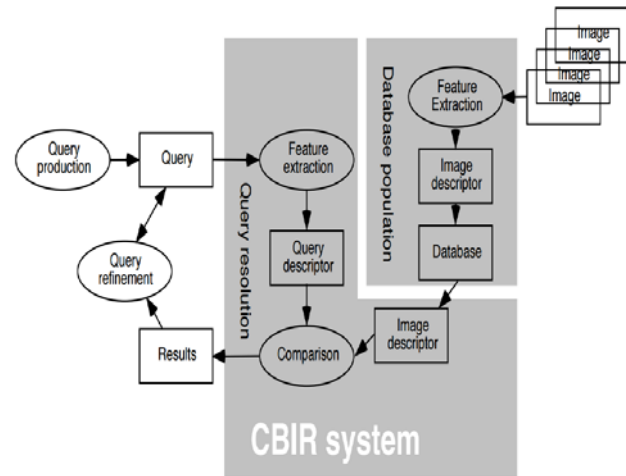 Image
Image
Image
Image
Feature
Extraction
Database population
Image
descriptor
Database
Query
production
Query
Feature
extraction
Query resolution
Query
descriptor
Query
refinement
Results
Comparison
Image
descriptor
CBIR system